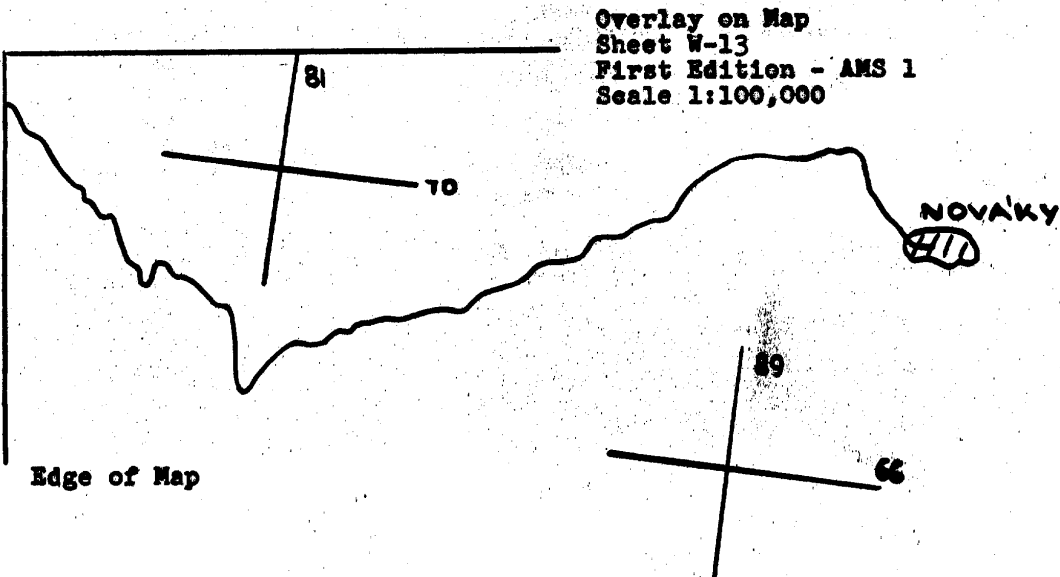 Overlay on Map
Sheet W-13
First Edition - AMS 1
Scale 1:100,000
81
70
NOVÁKY
89
66
Edge of Map